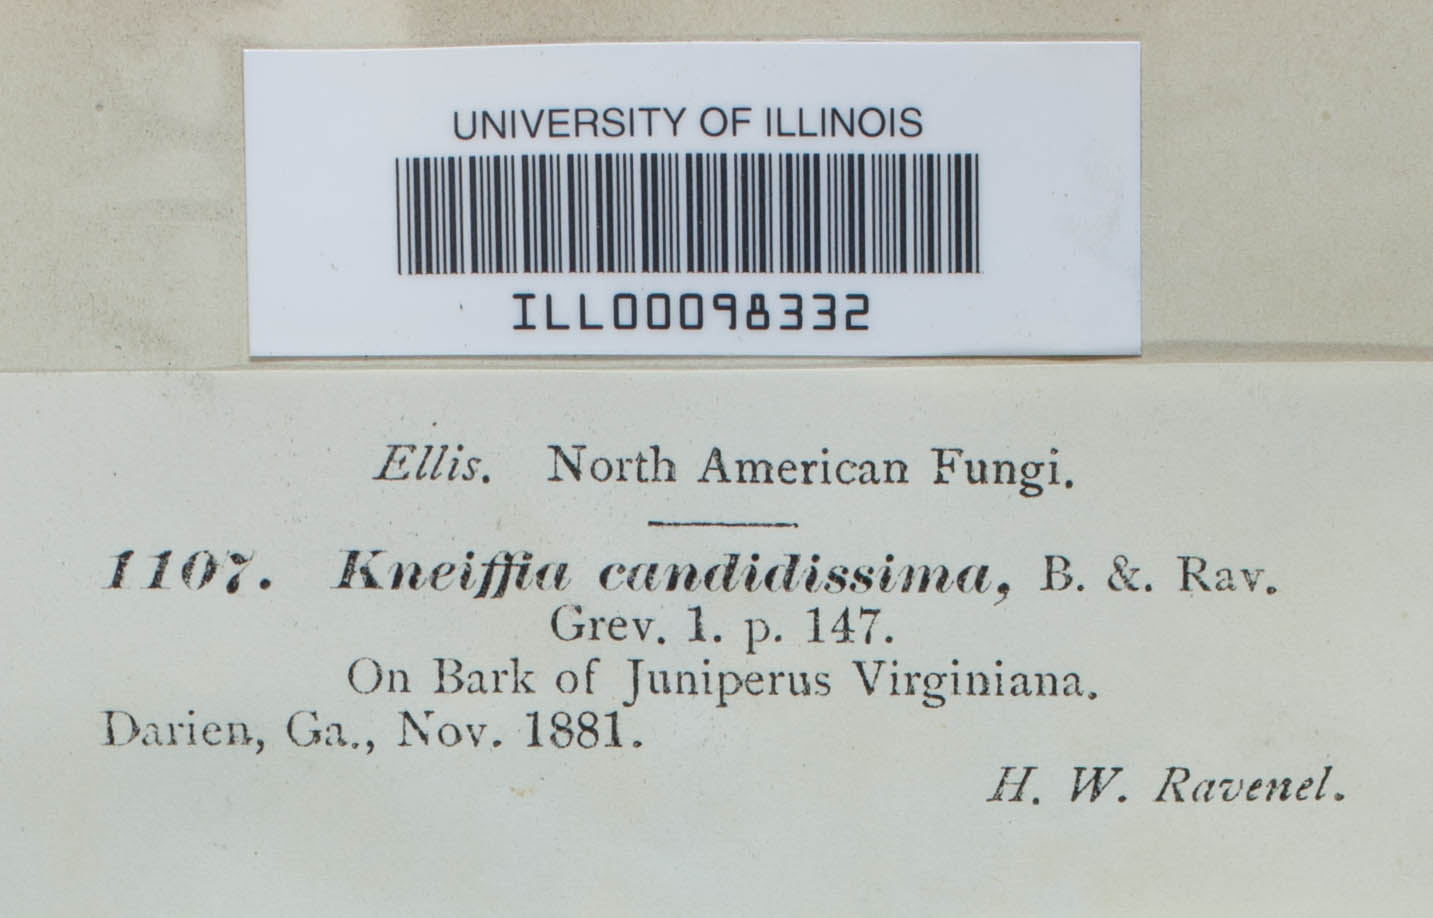 UNIVERSITY OF ILLINOIS
ILL00098332
Ellis. North American Fungi.
1107. Kneiffia candidissima, B. &. Rav.
Grev. 1. p. 147.
On Bark of Juniperus Virginiana.
Darien, Ga., Nov. 1881.
H. W. Ravenel.